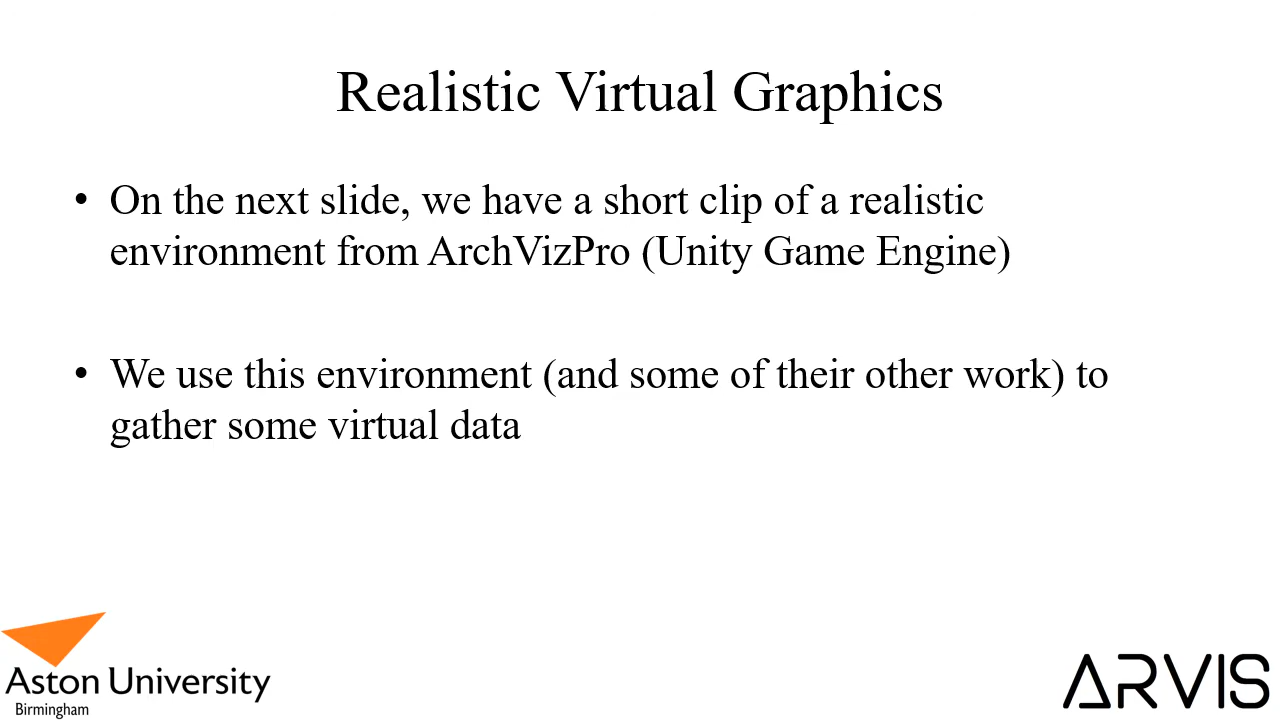 Realistic Virtual Graphics
• On the next slide, we have a short clip of a realistic
environment from ArchVizPro (Unity Game Engine)
• We use this environment (and some of their other work) to
gather some virtual data
Aston University
Birmingham
ARVIS